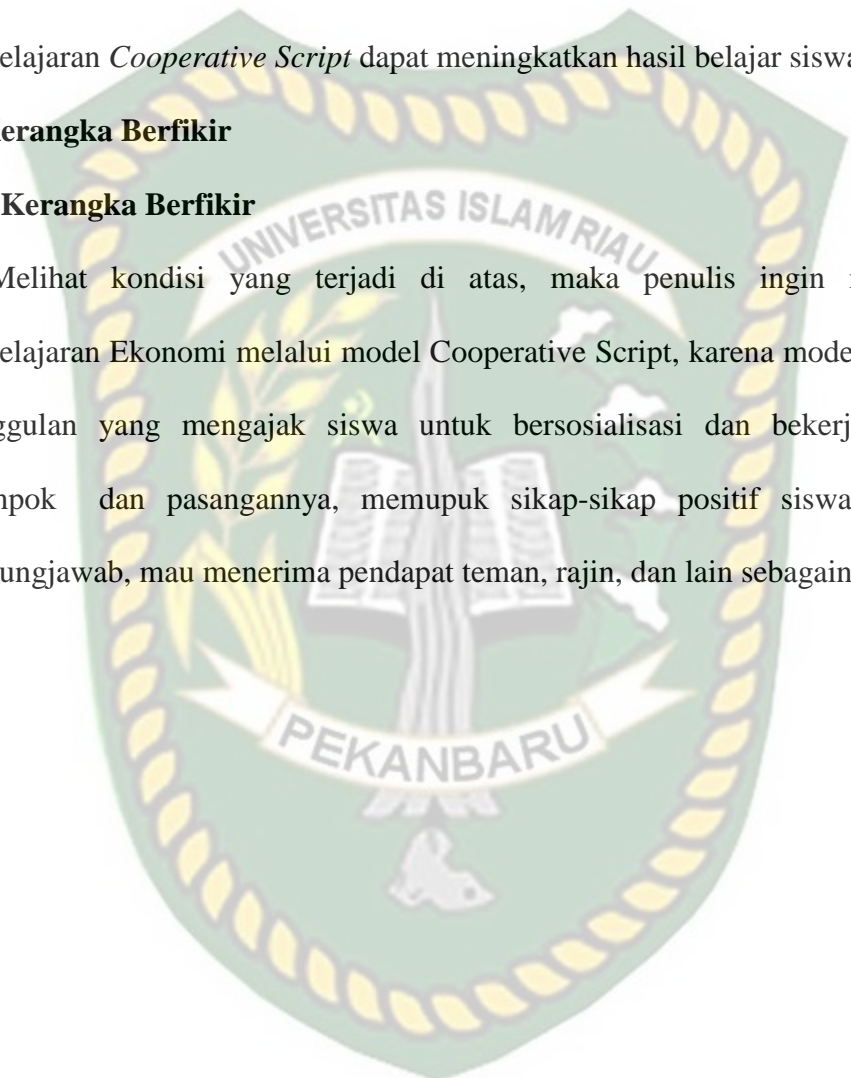 elajaran Cooperative Script dapat meningkatkan hasil belajar siswa
erangka Berfikir
Kerangka Berfikir
UNIVERSITAS ISLAM RIAU
Melihat kondisi yang terjadi di atas, maka penulis ingin
elajaran Ekonomi melalui model Cooperative Script, karena mode
ggulan yang mengajak siswa untuk bersosialisasi dan bekerj
npok dan pasangannya, memupuk sikap-sikap positif siswa
ungjawab, mau menerima pendapat teman, rajin, dan lain sebagain
PEKANBARU